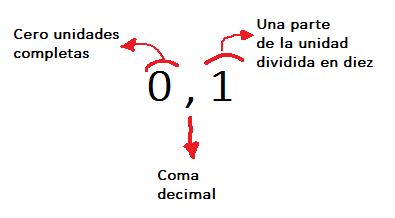 Cero unidades
completas
Una parte
de la unidad
dividida en diez
0 , 1
Coma
decimal